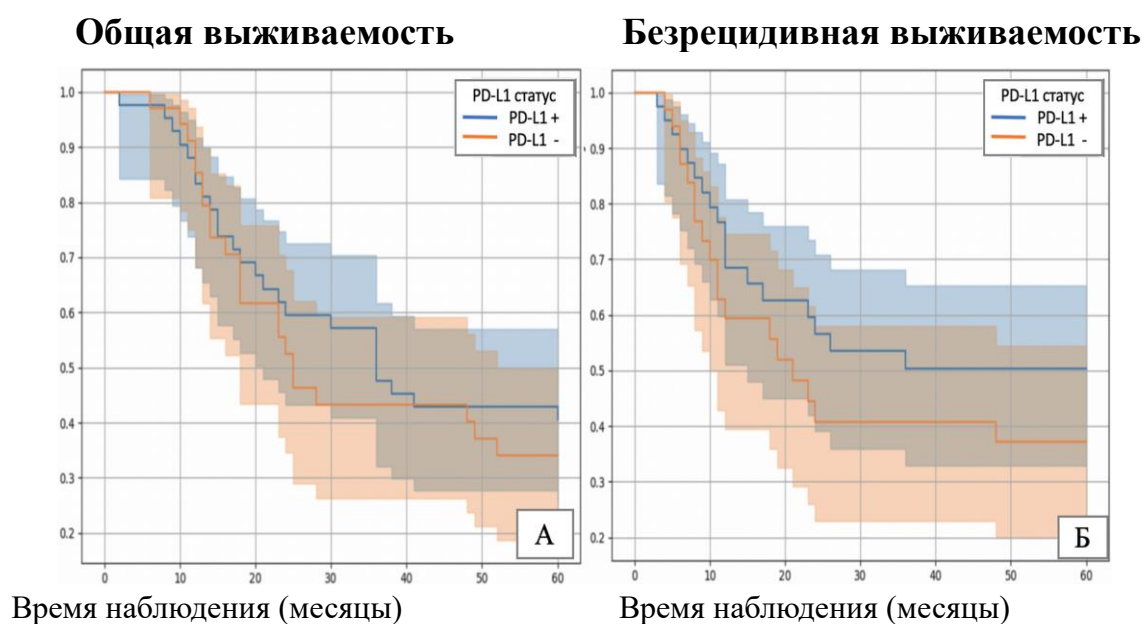 Общая выживаемость
Безрецидивная выживаемость
PD-L1 статус
PD-L1 +
PD-L1 -
1.0
0.9
0.8
0.7
0.6
0.5
0.4
0.3
0.2
0 10 20 30 40 50 60
А
Время наблюдения (месяцы)
PD-L1 статус
PD-L1 +
PD-L1 -
1.0
0.9
0.8
0.7
0.6
0.5
0.4
0.3
0.2
0 10 20 30 40 50 60
Б
Время наблюдения (месяцы)